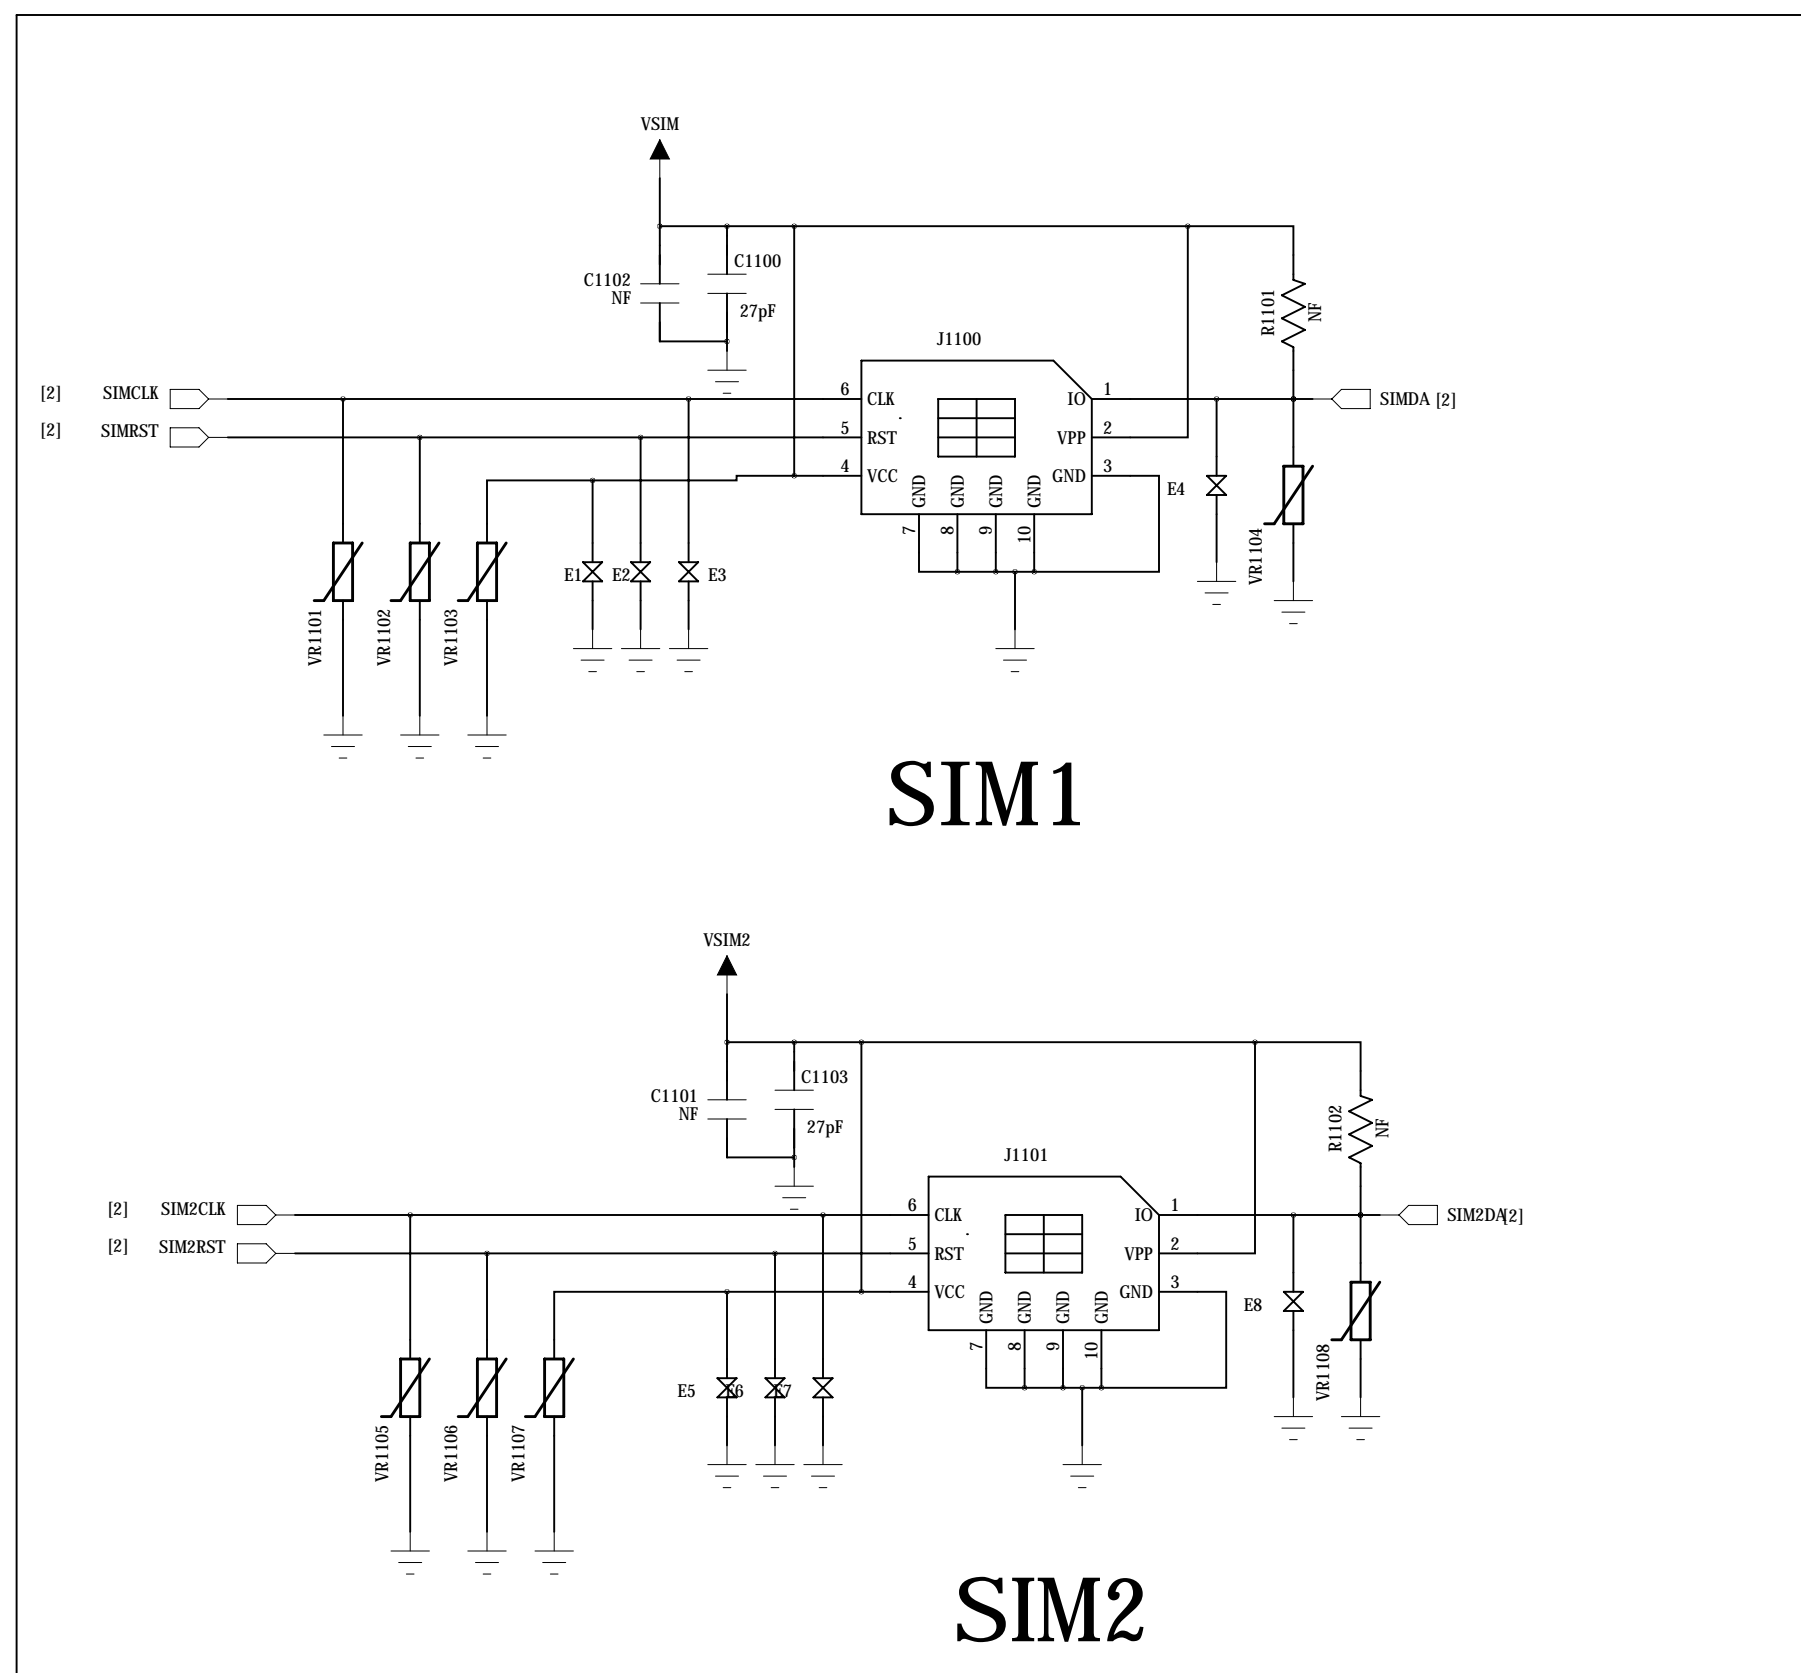 VSIM
C1100
C1102
NF
27pF
R1101
NF
J1100
[2] SIMCLK
6 CLK
IO 1
SIMDA [2]
[2] SIMRST
5 RST
VPP 2
4 VCC
GND 3
GND
GND
GND
GND
7
8
9
10
E4
VR1104
E1
E2
E3
VR1101
VR1102
VR1103
SIM1
VSIM2
C1103
C1101
NF
27pF
R1102
NF
J1101
[2] SIM2CLK
6 CLK
IO 1
SIM2DA[2]
[2] SIM2RST
5 RST
VPP 2
4 VCC
GND 3
GND
GND
GND
GND
7
8
9
10
E8
VR1108
E5
E6
E7
VR1105
VR1106
VR1107
SIM2